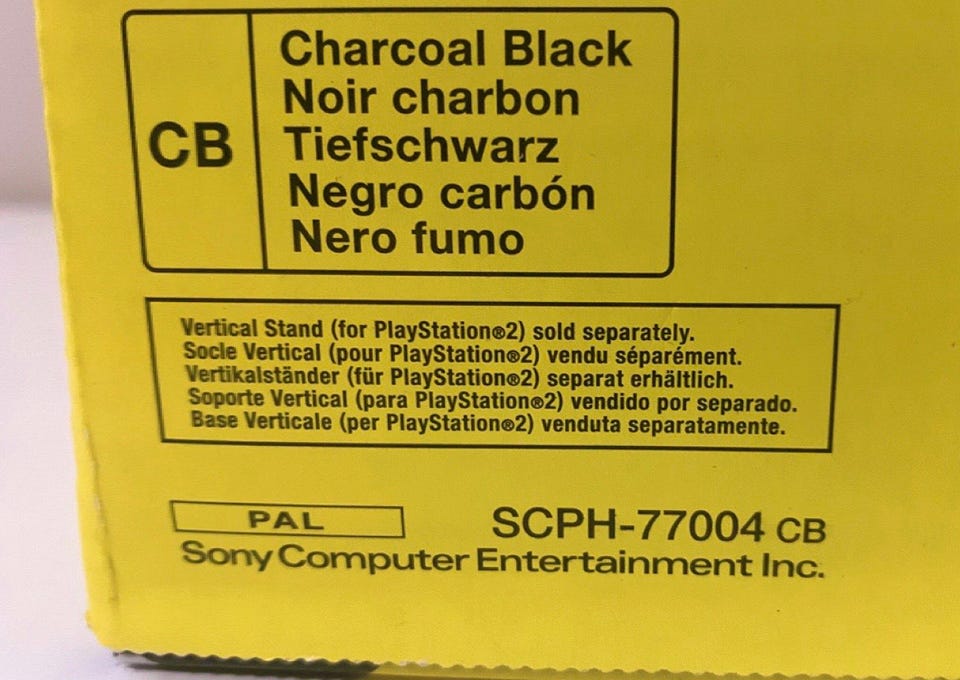 CB
Charcoal Black
Noir charbon
Tiefschwarz
Negro carbón
Nero fumo
Vertical Stand (for PlayStation®2) sold separately.
Socle Vertical (pour PlayStation®2) vendu séparément.
Vertikalständer (für PlayStation®2) separat erhältlich.
Soporte Vertical (para PlayStation®2) vendido por separado.
Base Verticale (per PlayStation®2) venduta separatamente.
PAL
SCPH-77004 CB
Sony Computer Entertainment Inc.